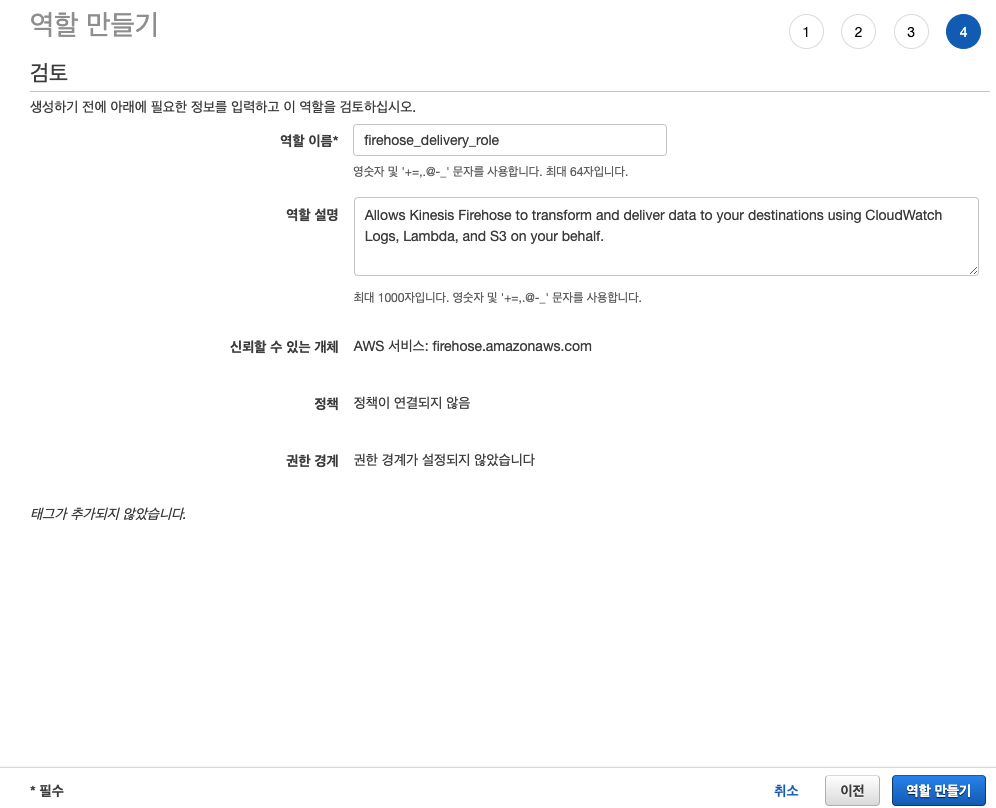 역할 만들기
1 2 3 4
검토
생성하기 전에 아래에 필요한 정보를 입력하고 이 역할을 검토하십시오.
역할 이름* firehose_delivery_role
영숫자 및 '+=,.@-_' 문자를 사용합니다. 최대 64자입니다.
역할 설명 Allows Kinesis Firehose to transform and deliver data to your destinations using CloudWatch
Logs, Lambda, and S3 on your behalf.
최대 1000자입니다. 영숫자 및 '+=,.@-_' 문자를 사용합니다.
신뢰할 수 있는 개체 AWS 서비스: firehose.amazonaws.com
정책 정책이 연결되지 않음
권한 경계 권한 경계가 설정되지 않았습니다
태그가 추가되지 않았습니다.
* 필수 취소 이전 역할 만들기